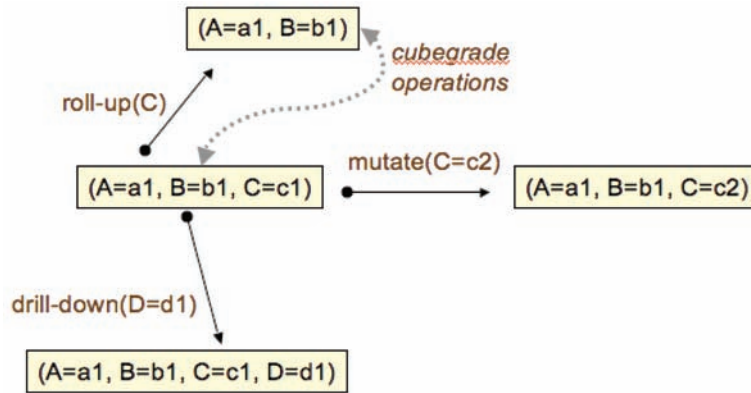 (A=a1, B=b1)
cubegrade
operations
roll-up(C)
mutate(C=c2)
(A=a1, B=b1, C=c1)
(A=a1, B=b1, C=c2)
drill-down(D=d1)
(A=a1, B=b1, C=c1, D=d1)